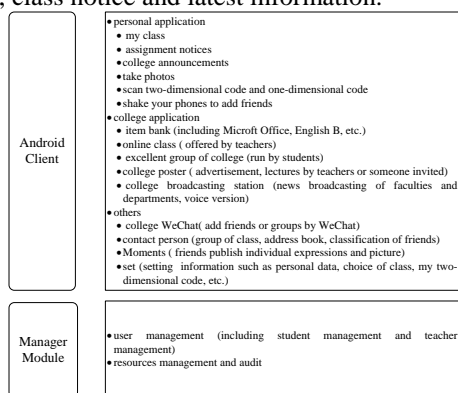 , class notice and latest information.
•personal application
•my class
•assignment notices
•college announcements
•take photos
•scan two-dimensional code and one-dimensional code
•shake your phones to add friends
•college application
•item bank (including Microft Office, English B, etc.)
•online class ( offered by teachers)
•excellent group of college (run by students)
•college poster ( advertisement, lectures by teachers or someone invited)
•college broadcasting station (news broadcasting of faculties and
departments, voice version)
•others
•college WeChat( add friends or groups by WeChat)
•contact person (group of class, address book, classification of friends)
•Moments ( friends publish individual expressions and picture)
•set (setting information such as personal data, choice of class, my two-
dimensional code, etc.)
Android
Client
•user management (including student management and teacher
management)
•resources management and audit
Manager
Module